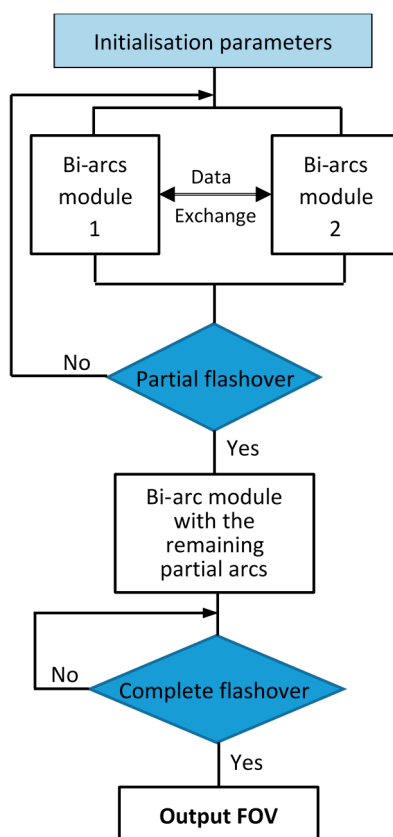 Initialisation parameters
Bi-arcs
module
1
Data
Exchange
Bi-arcs
module
2
No
Partial flashover
Yes
Bi-arc module
with the
remaining
partial arcs
No
Complete flashover
Yes
Output FOV